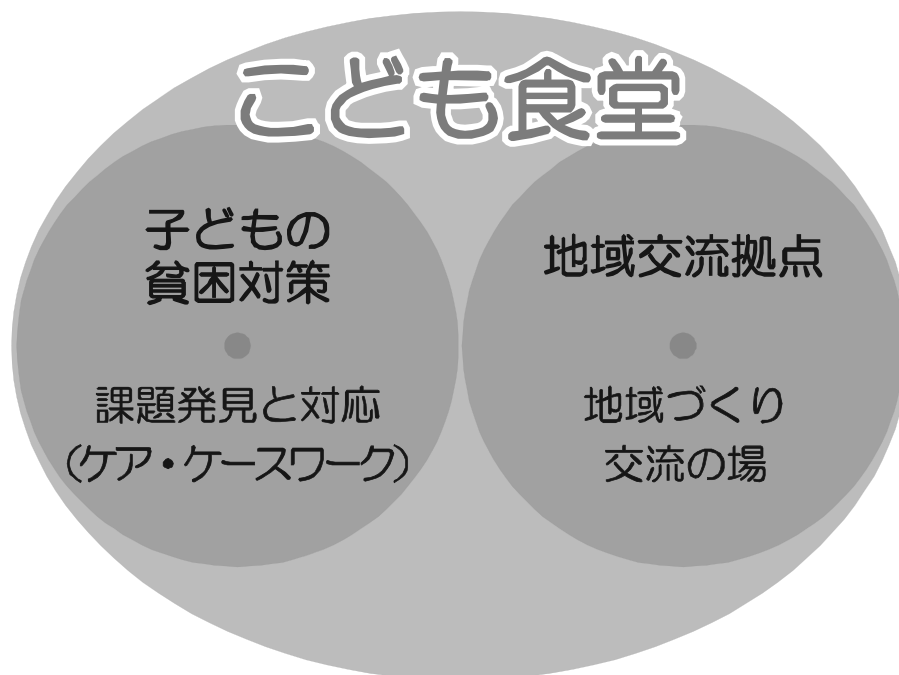 こども食堂
子どもの
貧困対策
課題発見と対応
（ケア・ケースワーク）
地域交流拠点
地域づくり
交流の場